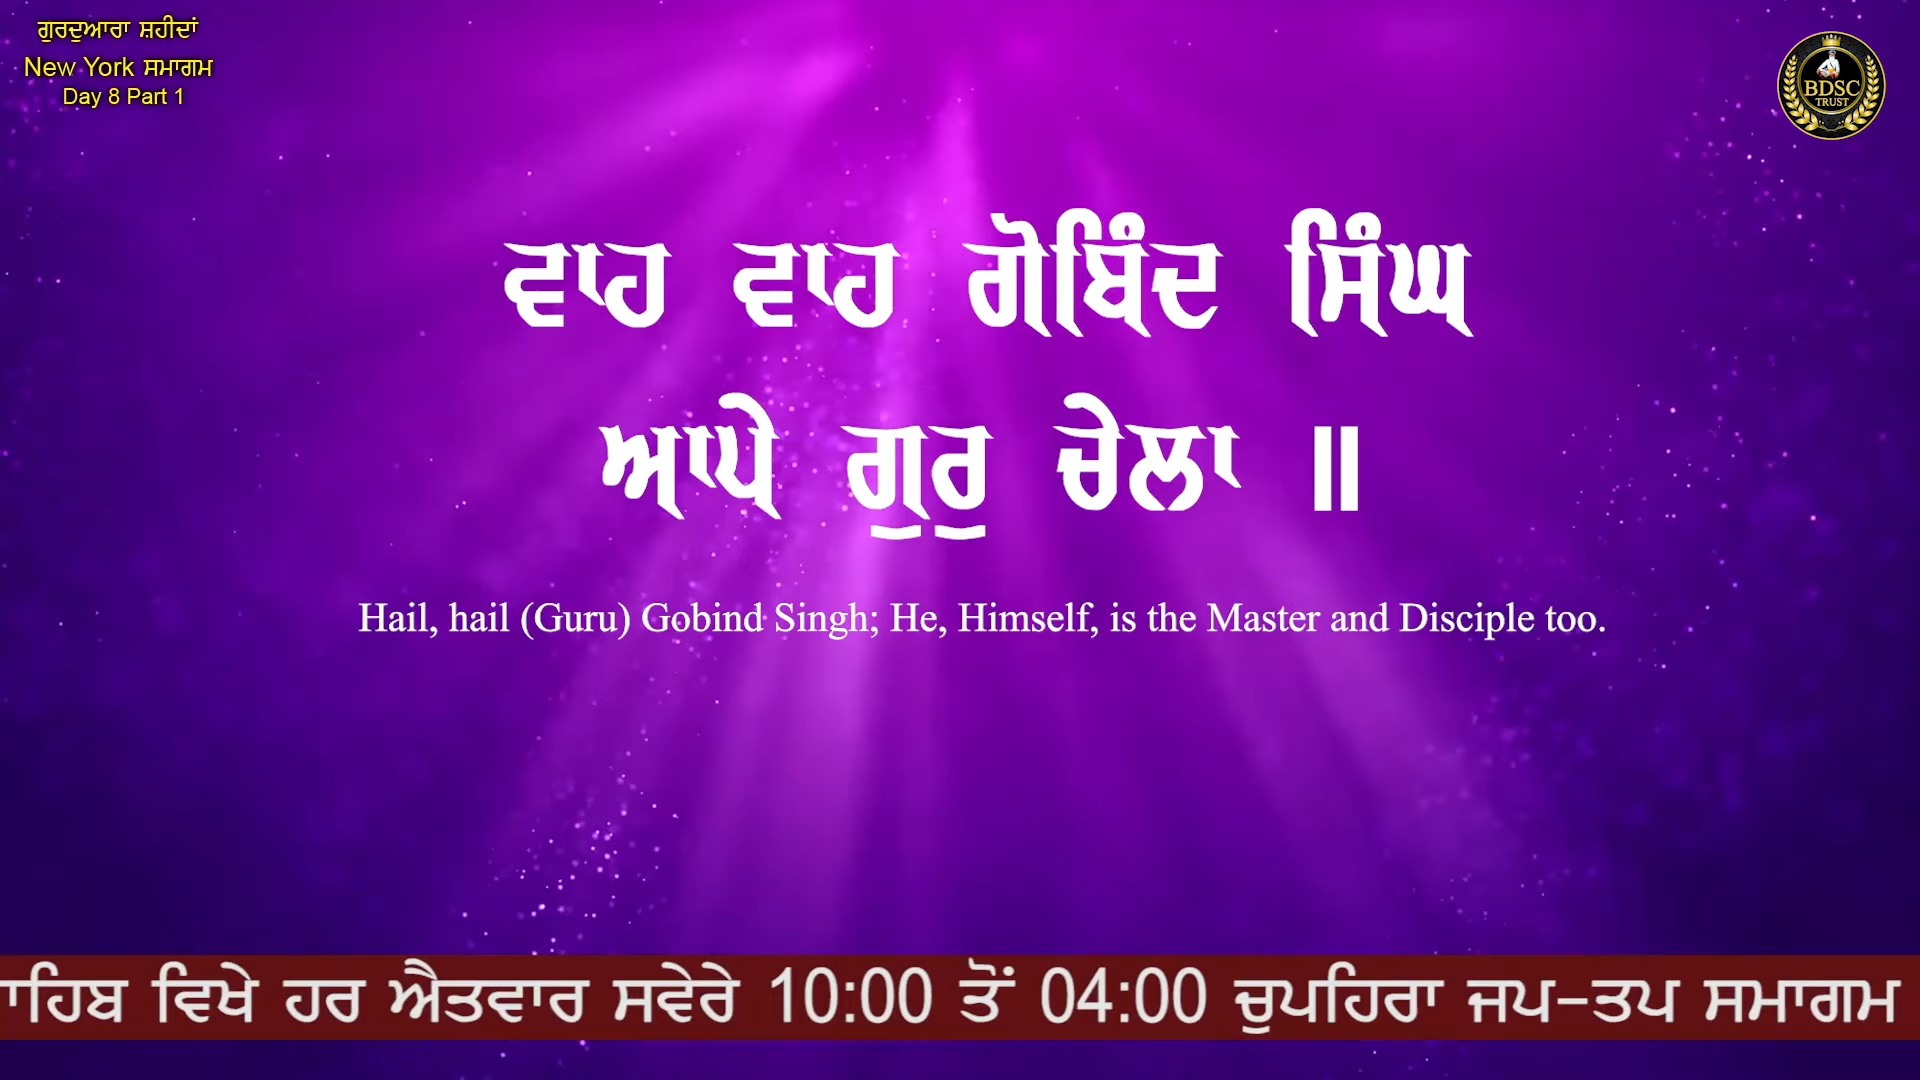 ਗੁਰਦੁਆਰਾ ਸ਼ਹੀਦਾਂ
New York ਸਮਾਗਮ
Day 8 Part 1
BDSC
TRUST
ਵਾਹ ਵਾਹ ਗੋਬਿੰਦ ਸਿੰਘ
ਆਪੇ ਗੁਰੁ ਚੇਲਾ ॥
Hail, hail (Guru) Gobind Singh; He, Himself, is the Master and Disciple too.
ਾਹਿਬ ਵਿਖੇ ਹਰ ਐਤਵਾਰ ਸਵੇਰੇ 10:00 ਤੋਂ 04:00 ਚੁਪਹਿਰਾ ਜਪ-ਤਪ ਸਮਾਗਮ